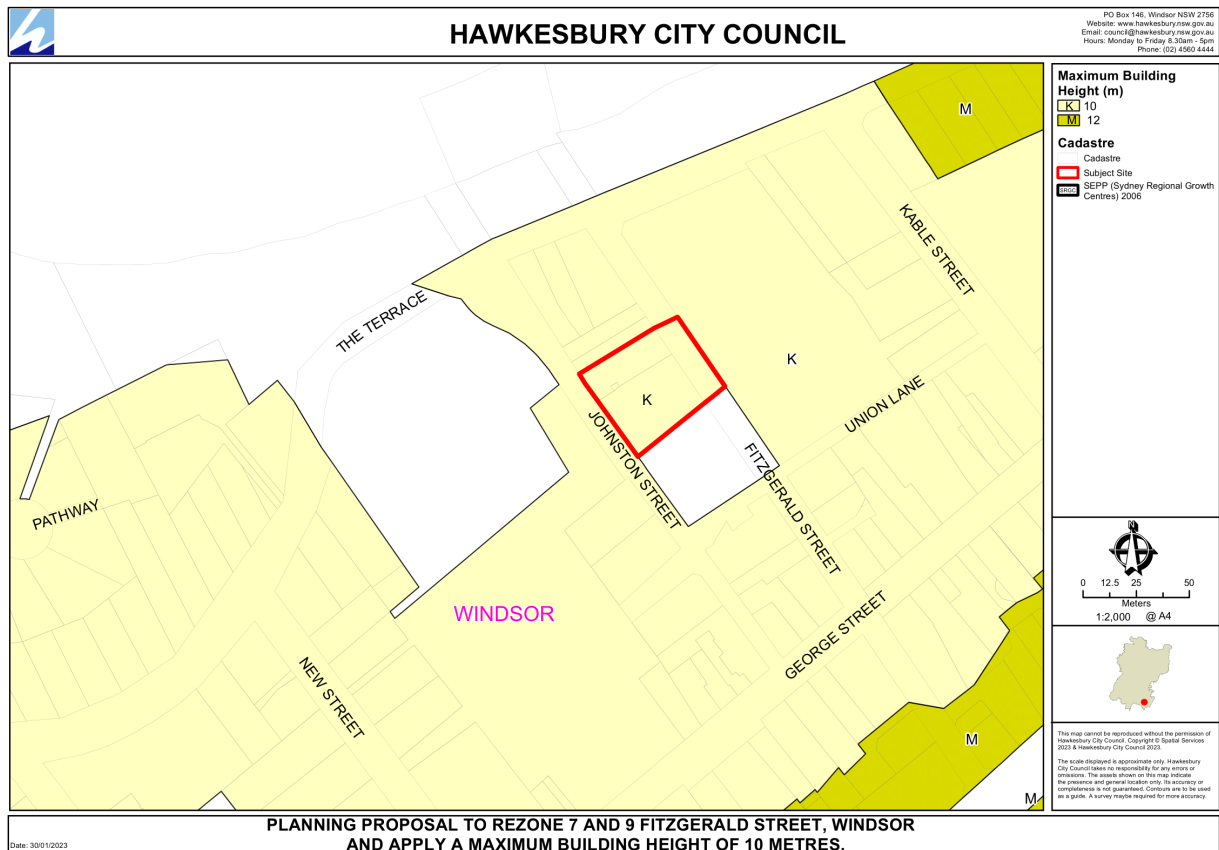 HAWKESBURY CITY COUNCIL
PO Box 146, Windsor NSW 2756
Website: www.hawkesbury.nsw.gov.au
Email: council@hawkesbury.nsw.gov.au
Hours: Monday to Friday 8.30am - 5pm
Phone: (02) 4560 4444
M
KABLE STREET
THE TERRACE
K
K
UNION LANE
JOHNSTON STREET
FITZGERALD STREET
PATHWAY
WINDSOR
GEORGE STREET
NEW STREET
M
M
Maximum Building
Height (m)
K 10
M 12
Cadastre
Cadastre
Subject Site
SRGC SEPP (Sydney Regional Growth
Centres) 2006
N
0 12.5 25 50
Meters
1:2,000 @ A4
This map cannot be reproduced without the permission of
Hawkesbury City Council. Copyright © Spatial Services
2023 & Hawkesbury City Council 2023.
The scale displayed is approximate only. Hawkesbury
City Council takes no responsibility for any errors or
omissions. The assets shown on this map indicate
the presence and general location only. Its accuracy or
completeness is not guaranteed. Contours are to be used
as a guide. A survey maybe required for more accuracy.
PLANNING PROPOSAL TO REZONE 7 AND 9 FITZGERALD STREET, WINDSOR
AND APPLY A MAXIMUM BUILDING HEIGHT OF 10 METRES.
Date: 30/01/2023